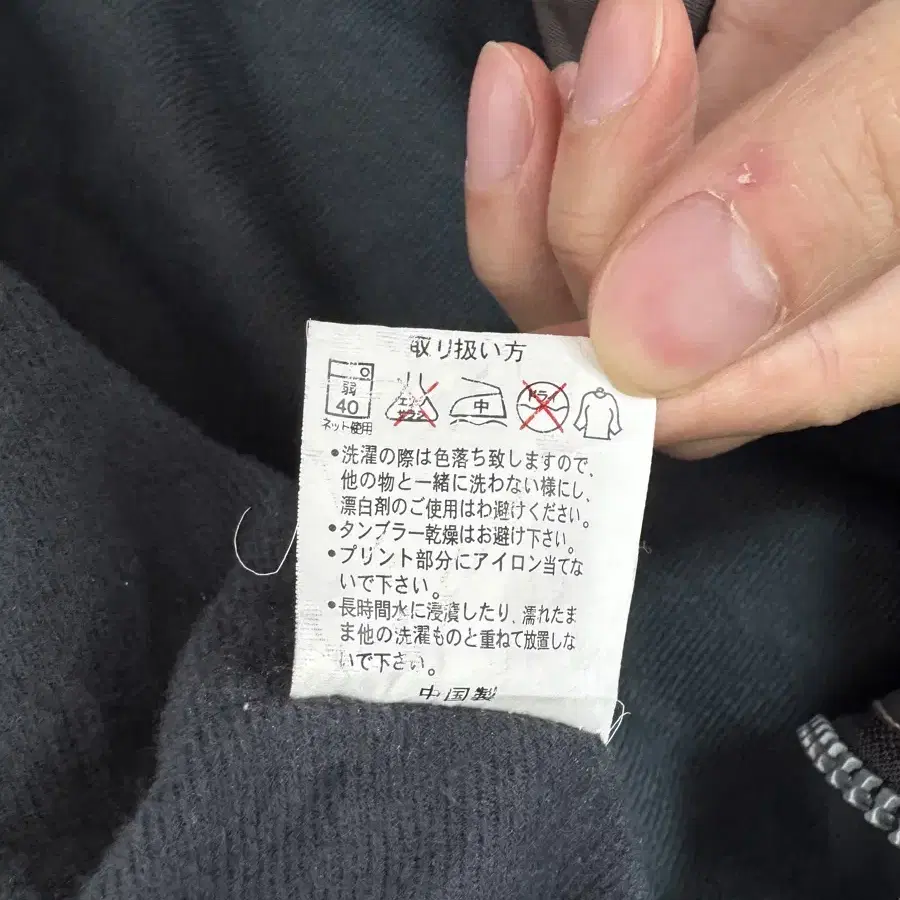 取り扱い方
弱
40
ネット使用
エンソ
サラシ
中
ドライ
•洗濯の際は色落ち致しますので、
他の物と一緒に洗わない様にし、
漂白剤のご使用はわ避けください。
•タンブラー乾燥はお避け下さい。
•プリント部分にアイロン当てな
いで下さい。
•長時間水に浸漬したり、濡れたま
ま他の洗濯ものと重ねて放置しな
いで下さい。
中国製